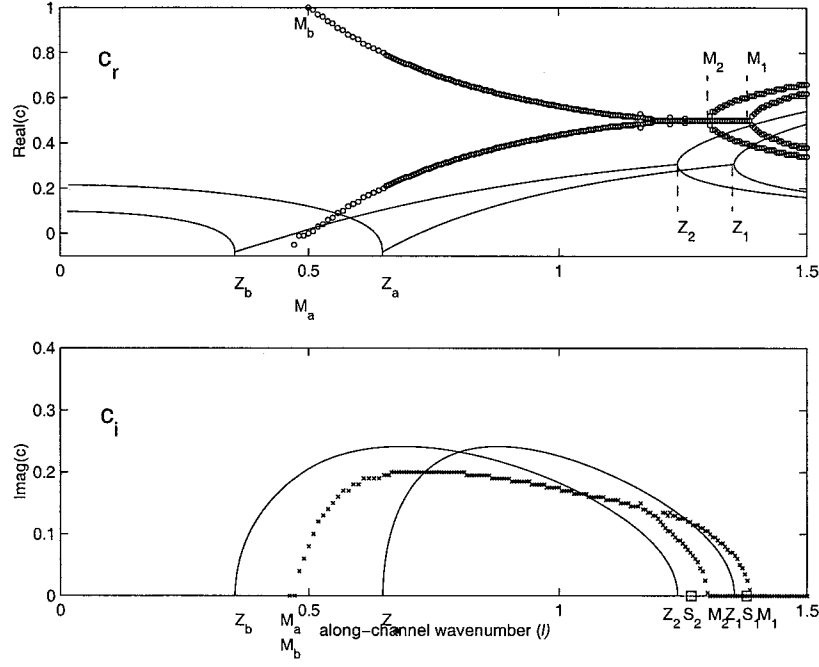 1
M_b
c_r
M_2 M_1
0.8
0.6
Real(c)
0.4
0.2
Z_2 Z_1
0
0 0.5 1 1.5
Z_b Z_a
M_a
0.4
c_i
0.3
Imag(c)
0.2
0.1
0
0 0.5 1 1.5
Z_b M_a Z_2 S_2 M_2 Z_1 S_1 M_1
M_b
along-channel wavenumber (l)